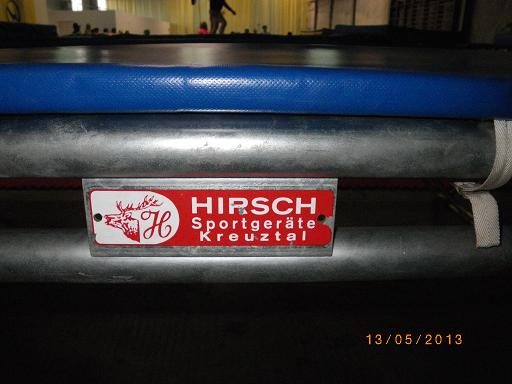 H
HIRSCH
Sportgeräte
Kreuztal
13/05/2013